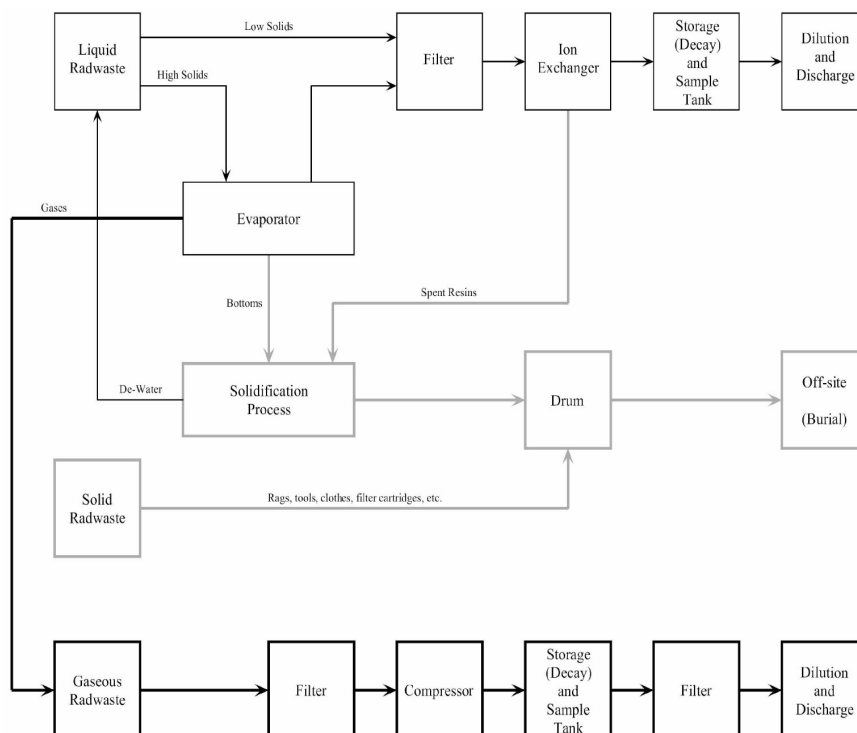 Low Solids
Liquid
Radwaste
High Solids
Filter
Ion
Exchanger
Storage
(Decay)
and
Sample
Tank
Dilution
and
Discharge
Gases
Evaporator
Bottoms
Spent Resins
De-Water
Solidification
Process
Drum
Off-site
(Burial)
Solid
Radwaste
Rags, tools, clothes, filter cartridges, etc.
Gaseous
Radwaste
Filter
Compressor
Storage
(Decay)
and
Sample
Tank
Filter
Dilution
and
Discharge